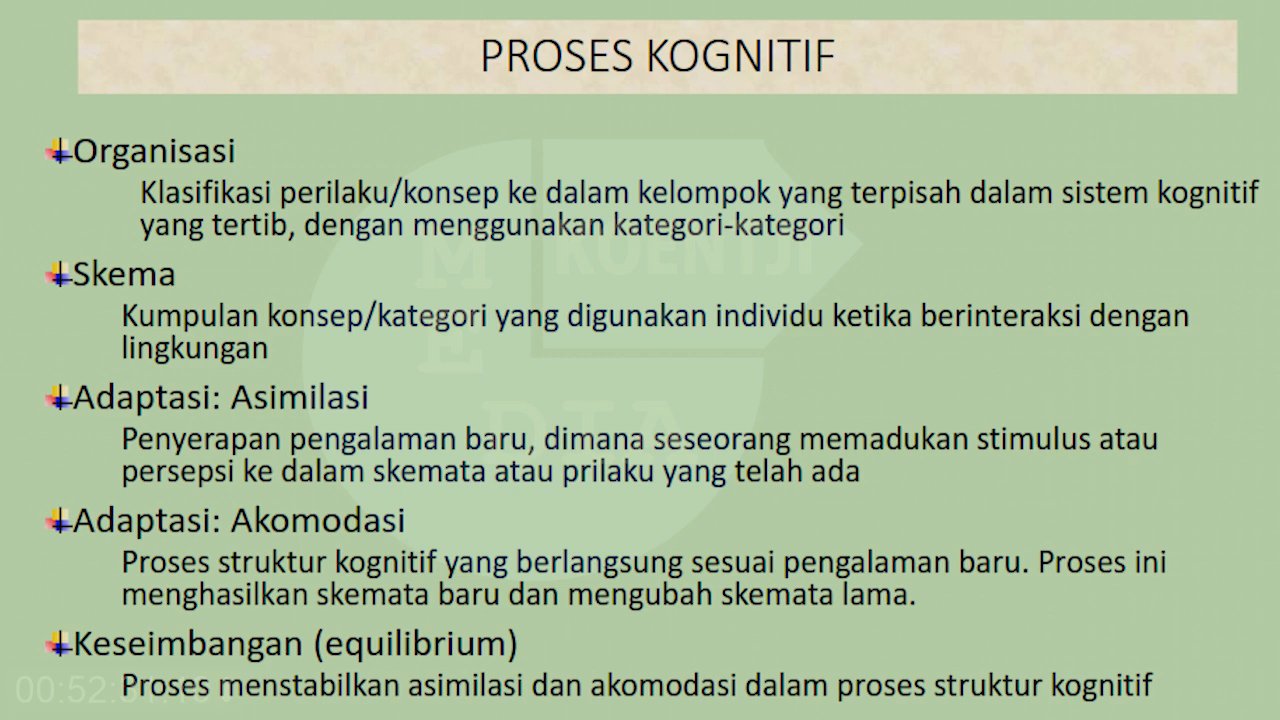 PROSES KOGNITIF
Organisasi
Klasifikasi perilaku/konsep ke dalam kelompok yang terpisah dalam sistem kognitif
yang tertib, dengan menggunakan kategori-kategori
Skema
Kumpulan konsep/kategori yang digunakan individu ketika berinteraksi dengan
lingkungan
Adaptasi: Asimilasi
Penyerapan pengalaman baru, dimana seseorang memadukan stimulus atau
persepsi ke dalam skemata atau prilaku yang telah ada
Adaptasi: Akomodasi
Proses struktur kognitif yang berlangsung sesuai pengalaman baru. Proses ini
menghasilkan skemata baru dan mengubah skemata lama.
Keseimbangan (equilibrium)
Proses menstabilkan asimilasi dan akomodasi dalam proses struktur kognitif
KOENTJI
ME
DIA